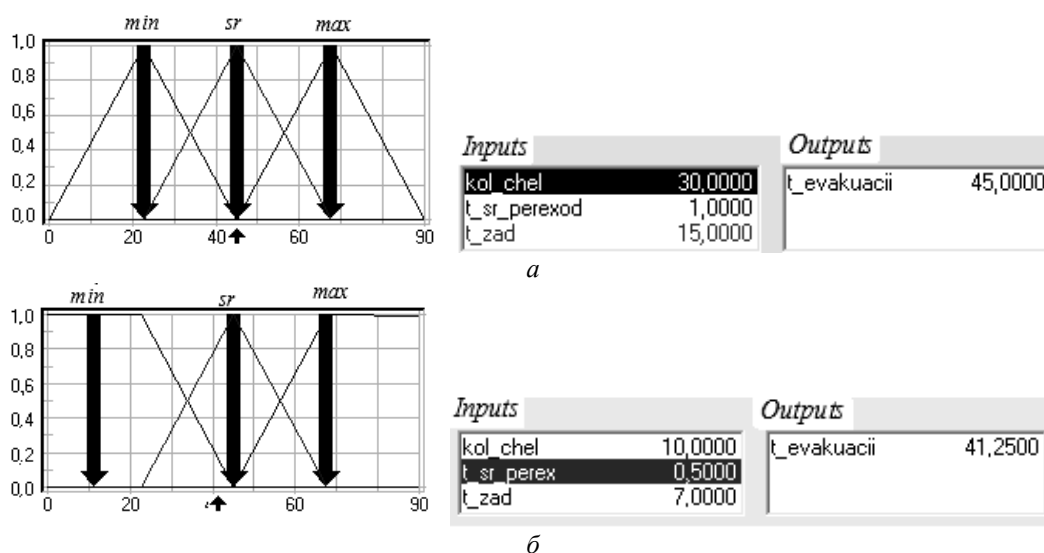 min sr max
1,0
0,8
0,6
0,4
0,2
0,0
0 20 40 60 90
Inputs
kol_chel 30,0000
t_sr_perexod 1,0000
t_zad 15,0000
Outputs
t_evakuacii 45,0000
а
min sr max
1,0
0,8
0,6
0,4
0,2
0,0
0 20 60 90
Inputs
kol_chel 10,0000
t_sr_perex 0,5000
t_zad 7,0000
Outputs
t_evakuacii 41,2500
б